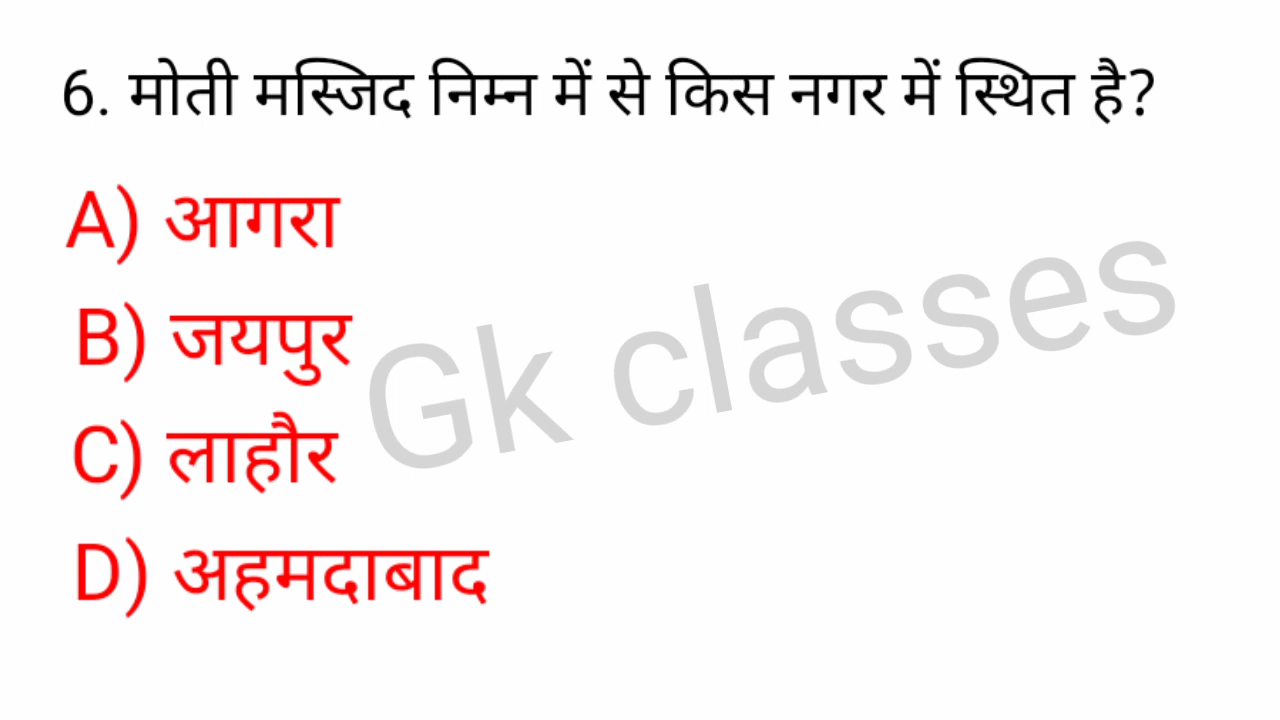 6. मोती मस्जिद निम्न में से किस नगर में स्थित है?
A) आगरा
B) जयपुर
C) लाहौर
D) अहमदाबाद
Gk classes